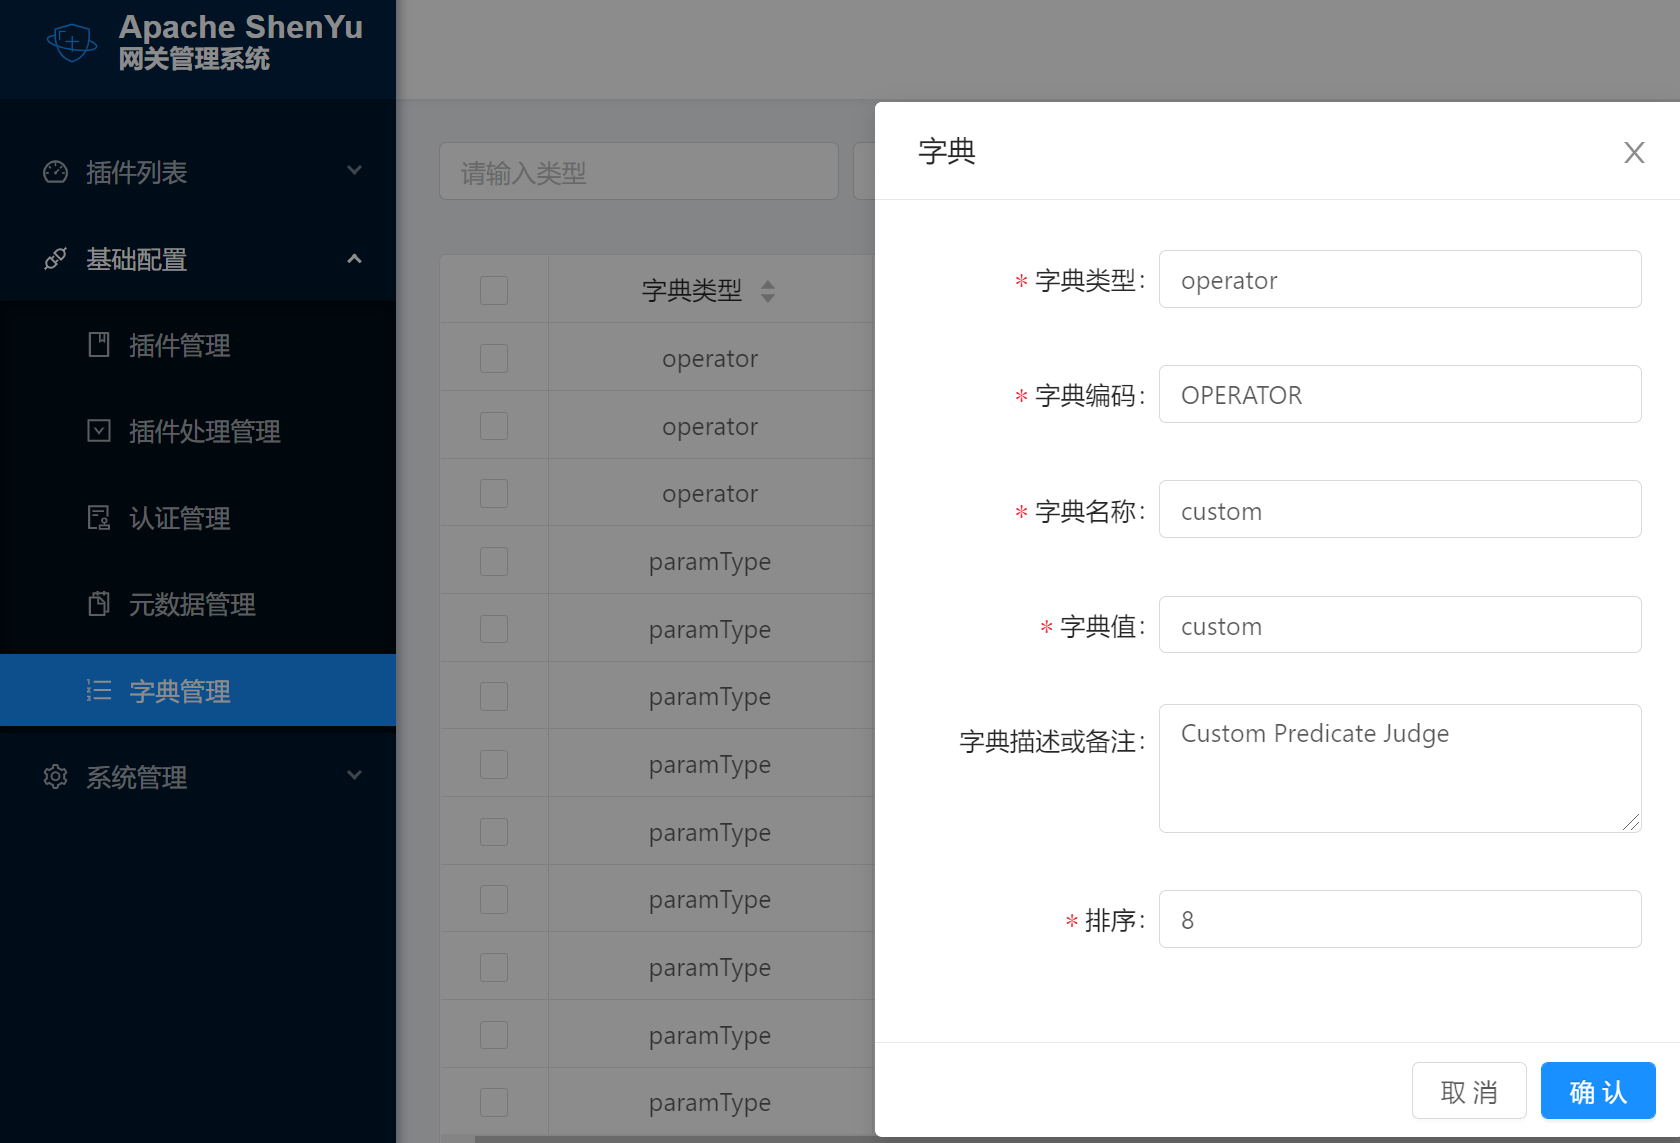 Apache ShenYu
网关管理系统
插件列表
基础配置
插件管理
插件处理管理
认证管理
元数据管理
字典管理
系统管理
请输入类型
字典类型
operator
operator
operator
paramType
paramType
paramType
paramType
paramType
paramType
paramType
paramType
paramType
字典
* 字典类型: operator
* 字典编码: OPERATOR
* 字典名称: custom
* 字典值: custom
字典描述或备注: Custom Predicate Judge
* 排序: 8
取 消
确 认